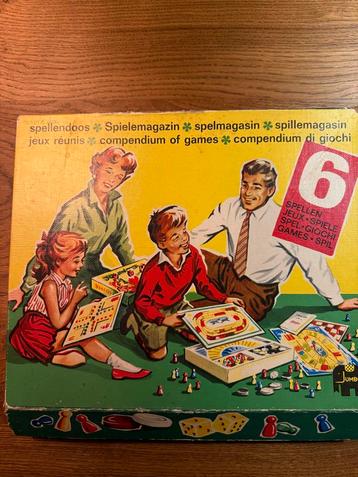 spellendoos ✤ Spielemagazin ✤ spelmagasin ✤ spillemagasin
jeux réunis ✤ compendium of games ✤ compendium di giochi
6
SPELLEN
JEUX · SPIELE
SPEL · GIOCHI
GAMES · SPIL
JUMBO